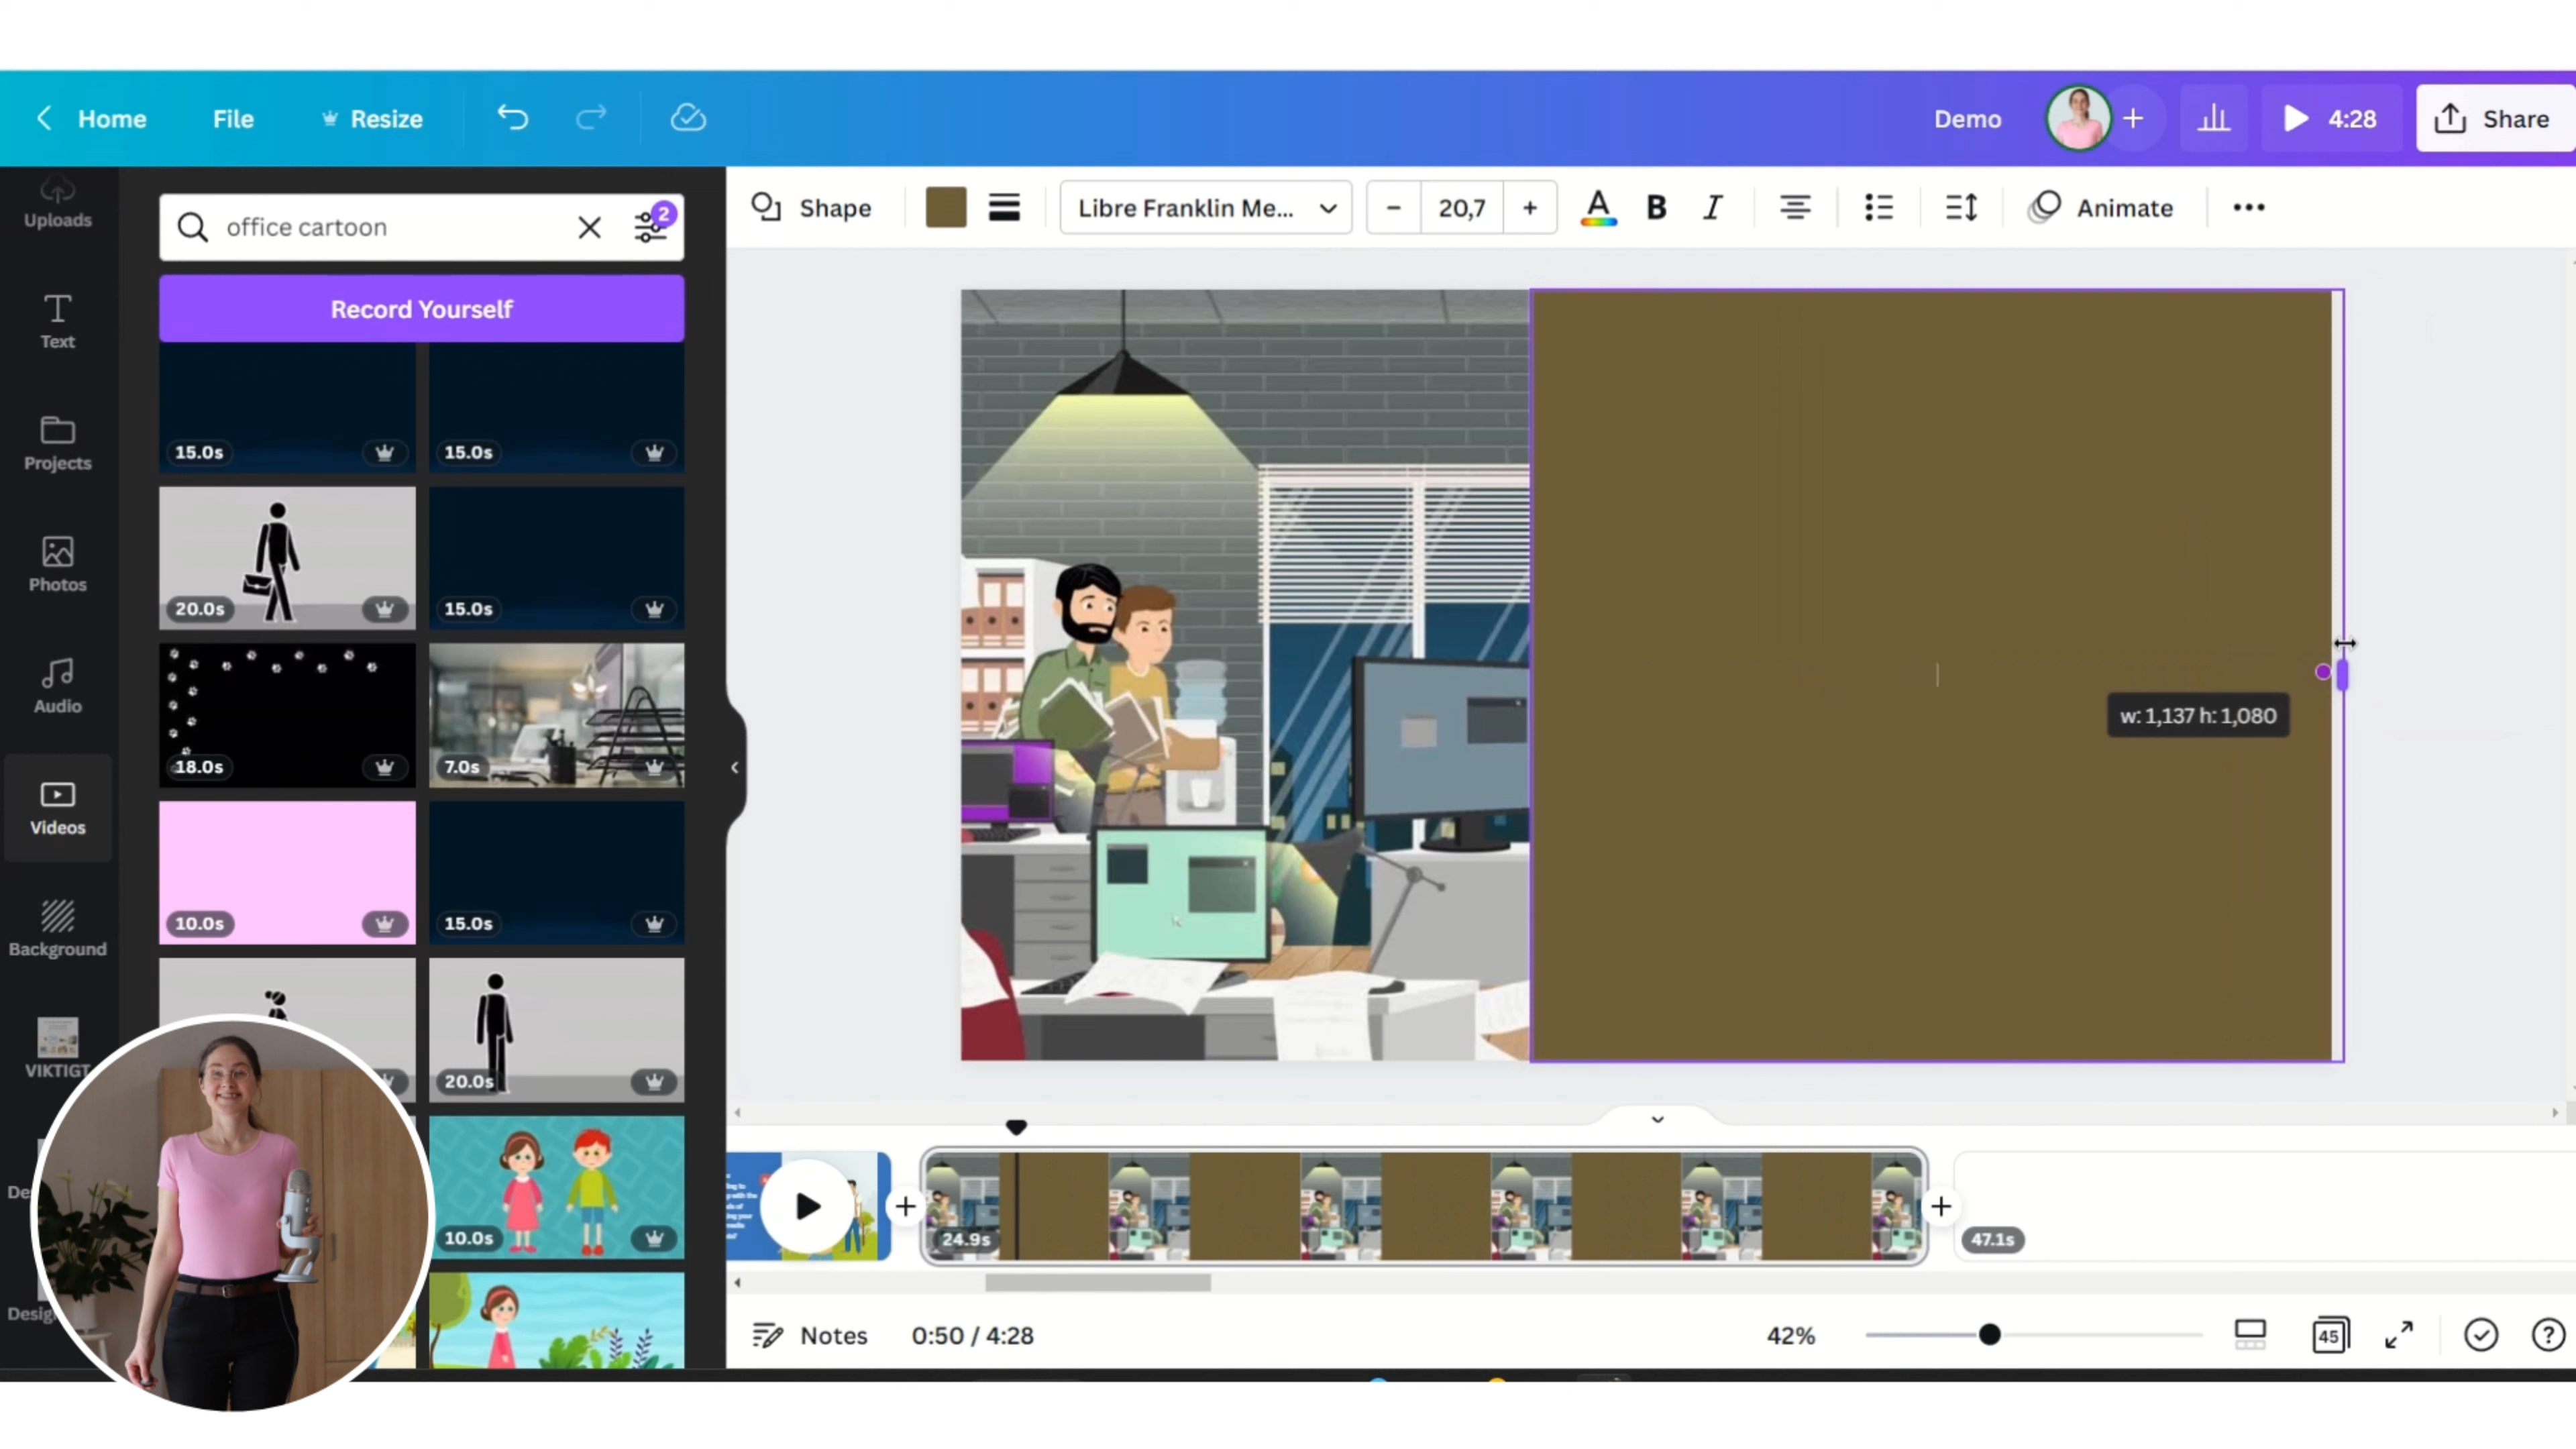 Home
File
Resize
Demo
4:28
Share
Uploads
Text
Projects
Photos
Audio
Videos
Background
VIKTIGT
De
Desig
office cartoon
2
Record Yourself
15.0s
15.0s
20.0s
15.0s
18.0s
7.0s
10.0s
15.0s
20.0s
10.0s
Shape
Libre Franklin Me...
20,7
A
B
I
Animate
w: 1,137 h: 1,080
24.9s
47.1s
Notes
0:50 / 4:28
42%
45
?